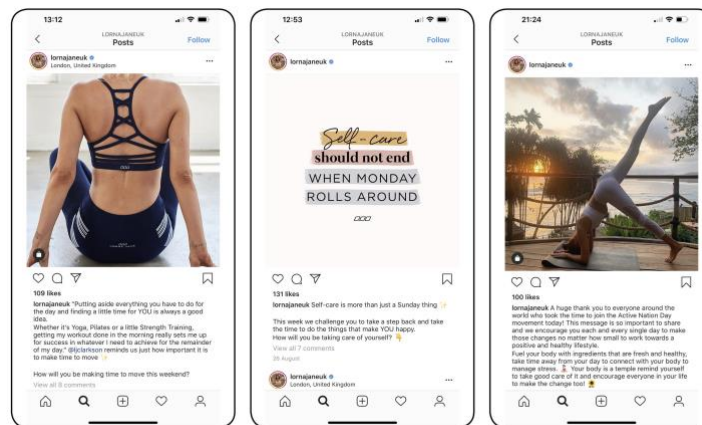 13:12
LORNAJANEUK
Posts
Follow
lornajaneuk
London, United Kingdom
109 likes
lornajaneuk "Putting aside everything you have to do for
the day and finding a little time for YOU is always a good
idea.
Whether it's Yoga, Pilates or a little Strength Training,
getting my workout done in the morning really sets me up
for success in whatever I need to achieve for the remainder
of my day." @ljclarkson reminds us just how important it is
to make time to move ✨
How will you be making time to move this weekend?
View all 8 comments
12:53
LORNAJANEUK
Posts
Follow
lornajaneuk
Self-care
should not end
WHEN MONDAY
ROLLS AROUND
131 likes
lornajaneuk Self-care is more than just a Sunday thing ✨
This week we challenge you to take a step back and take
the time to do the things that make YOU happy.
How will you be taking care of yourself? 👇
View all 7 comments
26 August
lornajaneuk
London, United Kingdom
21:24
LORNAJANEUK
Posts
Follow
lornajaneuk
100 likes
lornajaneuk A huge thank you to everyone around the
world who took the time to join the Active Nation Day
movement today! This message is so important to share
and we encourage you each and every single day to make
those changes no matter how small to work towards a
positive and healthy lifestyle.
Fuel your body with ingredients that are fresh and healthy,
take time away from your day to connect with your body to
manage stress. Your body is a temple remind yourself
to take good care of it and encourage everyone in your life
to make the change too! 🌻